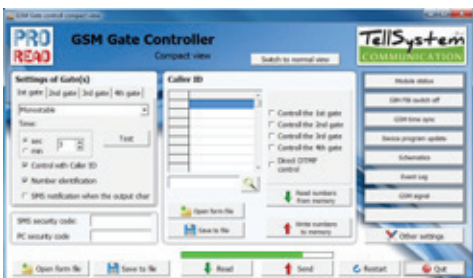 GSM Gate control compact view
PRO READ
GSM Gate Controller
Compact view
Switch to normal view
TellSystem
COMMUNICATION
Settings of Gate(s)
1st gate
2nd gate
3rd gate
4th gate
Monostable
Time:
sec
min
3
Test
Control with Caller ID
Number identification
SMS notification when the output char
SMS security code:
PC security code
Caller ID
Control the 1st gate
Control the 2nd gate
Control the 3rd gate
Control the 4th gate
Direct DTMF
control
Open form file
Save to file
Read numbers
from memory
Write numbers
to memory
Module status
GSM time sync
Device program update
Schematics
Event Log
GSM signal
Other settings
Open form file
Save to file
Read
Send
Restart
Quit